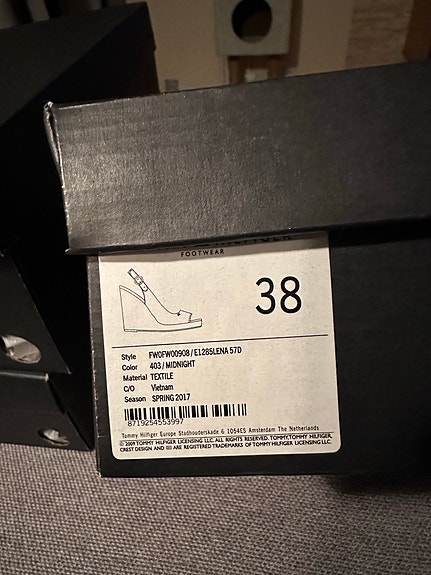 FOOTWEAR
38
Style FW0FW00908/E1285LENA 57D
Color 403/MIDNIGHT
Material TEXTILE
C/O Vietnam
Season SPRING 2017
8719254553997
Tommy Hilfiger Europe Stadhouderskade 6 1054ES Amsterdam The Netherlands
© 2009 TOMMY HILFIGER LICENSING LLC. ALL RIGHTS RESERVED. TOMMY, TOMMY HILFIGER,
CREST DESIGN AND ARE REGISTERED TRADEMARKS OF TOMMY HILFIGER LICENSING LLC.